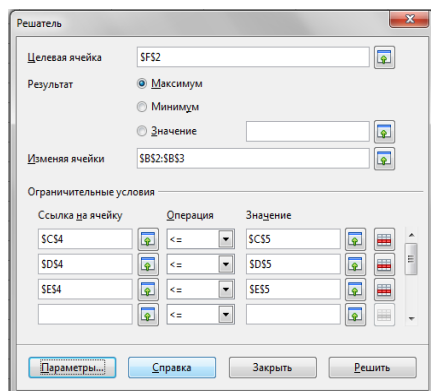 Решатель
Целевая ячейка $F$2
Результат Максимум
Минимум
Значение
Изменяя ячейки $B$2:$B$3
Ограничительные условия
Ссылка на ячейку Операция Значение
$C$4 <= $C$5
$D$4 <= $D$5
$E$4 <= $E$5
<=
Параметры... Справка Закрыть Решить